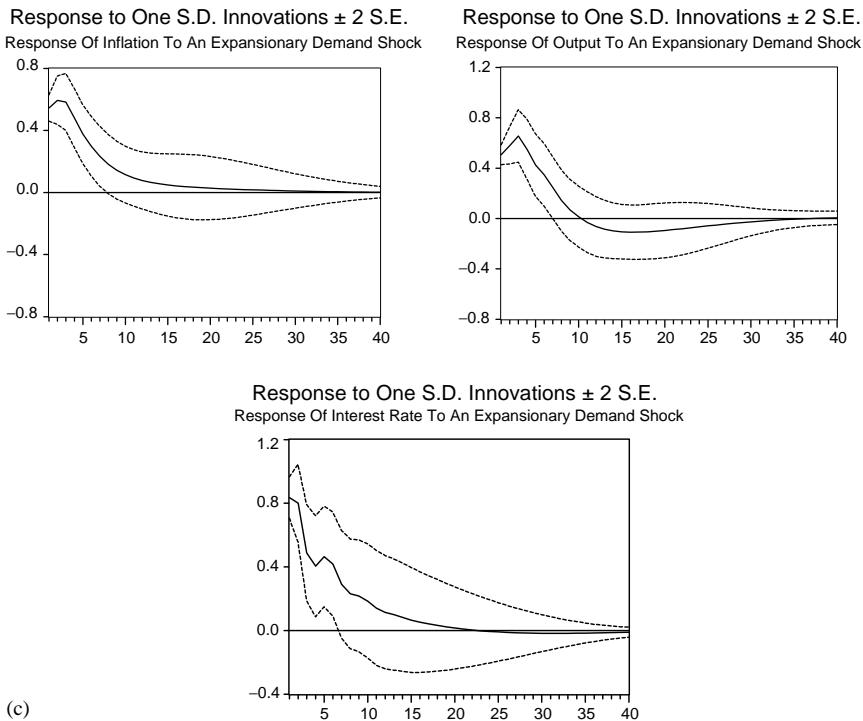 Response to One S.D. Innovations ± 2 S.E.
Response Of Inflation To An Expansionary Demand Shock
0.8
0.4
0.0
−0.4
−0.8
5 10 15 20 25 30 35 40
Response to One S.D. Innovations ± 2 S.E.
Response Of Output To An Expansionary Demand Shock
1.2
0.8
0.4
0.0
−0.4
−0.8
5 10 15 20 25 30 35 40
Response to One S.D. Innovations ± 2 S.E.
Response Of Interest Rate To An Expansionary Demand Shock
1.2
0.8
0.4
0.0
−0.4
5 10 15 20 25 30 35 40
(c)